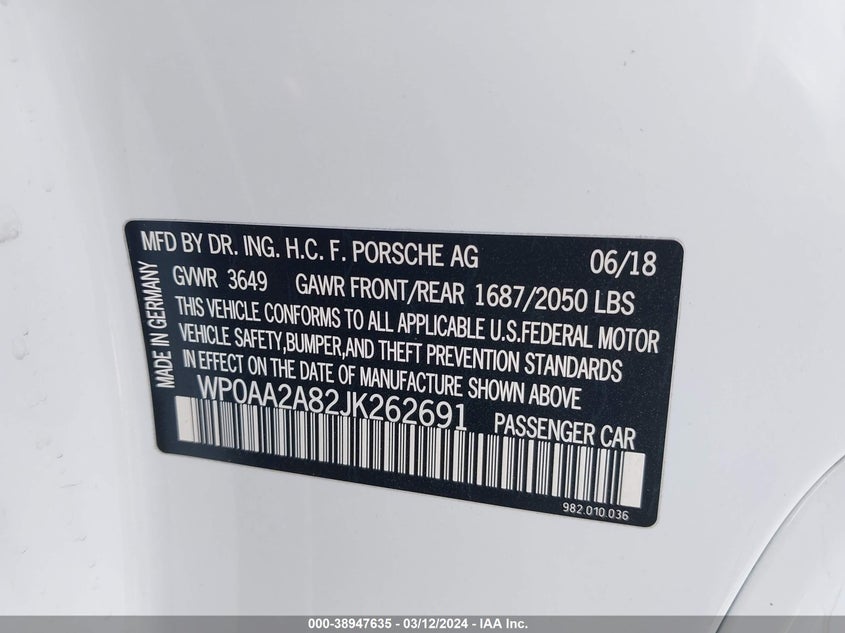 MFD BY DR. ING. H.C. F. PORSCHE AG 06/18
GVWR 3649 GAWR FRONT/REAR 1687/2050 LBS
THIS VEHICLE CONFORMS TO ALL APPLICABLE U.S.FEDERAL MOTOR
VEHICLE SAFETY,BUMPER,AND THEFT PREVENTION STANDARDS
IN EFFECT ON THE DATE OF MANUFACTURE SHOWN ABOVE
MADE IN GERMANY
WP0AA2A82JK262691 PASSENGER CAR
982.010.036
000-38947635 - 03/12/2024 - IAA Inc.